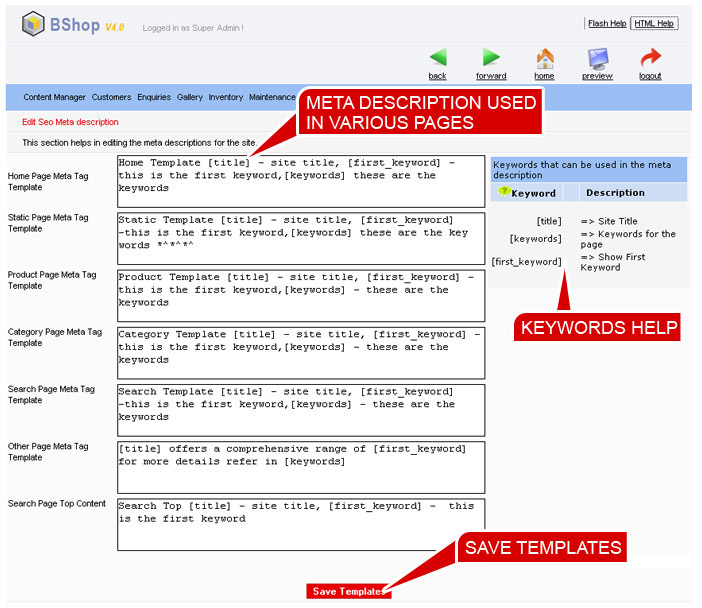 BShop V4.0
Logged in as Super Admin !
Flash Help
HTML Help
back forward home preview logout
Content Manager Customers Enquiries Gallery Inventory Maintenance
META DESCRIPTION USED
IN VARIOUS PAGES
Edit Seo Meta description
This section helps in editing the meta descriptions for the site.
Home Page Meta Tag
Template
Home Template [title] - site title, [first_keyword] -
this is the first keyword,[keywords] these are the
keywords
Static Page Meta Tag
Template
Static Template [title] - site title, [first_keyword]
-this is the first keyword,[keywords] these are the key
words *^*^*^
Product Page Meta Tag
Template
Product Template [title] - site title, [first_keyword] -
this is the first keyword,[keywords] - these are the
keywords
Category Page Meta Tag
Template
Category Template [title] - site title, [first_keyword] -
this is the first keyword,[keywords] - these are the
keywords
Search Page Meta Tag
Template
Search Template [title] - site title, [first_keyword]
-this is the first keyword,[keywords] - these are the
keywords
Other Page Meta Tag
Template
[title] offers a comprehensive range of [first_keyword]
for more details refer in [keywords]
Search Page Top Content
Search Top [title] - site title, [first_keyword] - this
is the first keyword
Keywords that can be used in the meta
description
? Keyword Description
[title] => Site Title
[keywords] => Keywords for the
page
[first_keyword] => Show First
Keyword
KEYWORDS HELP
SAVE TEMPLATES
Save Templates